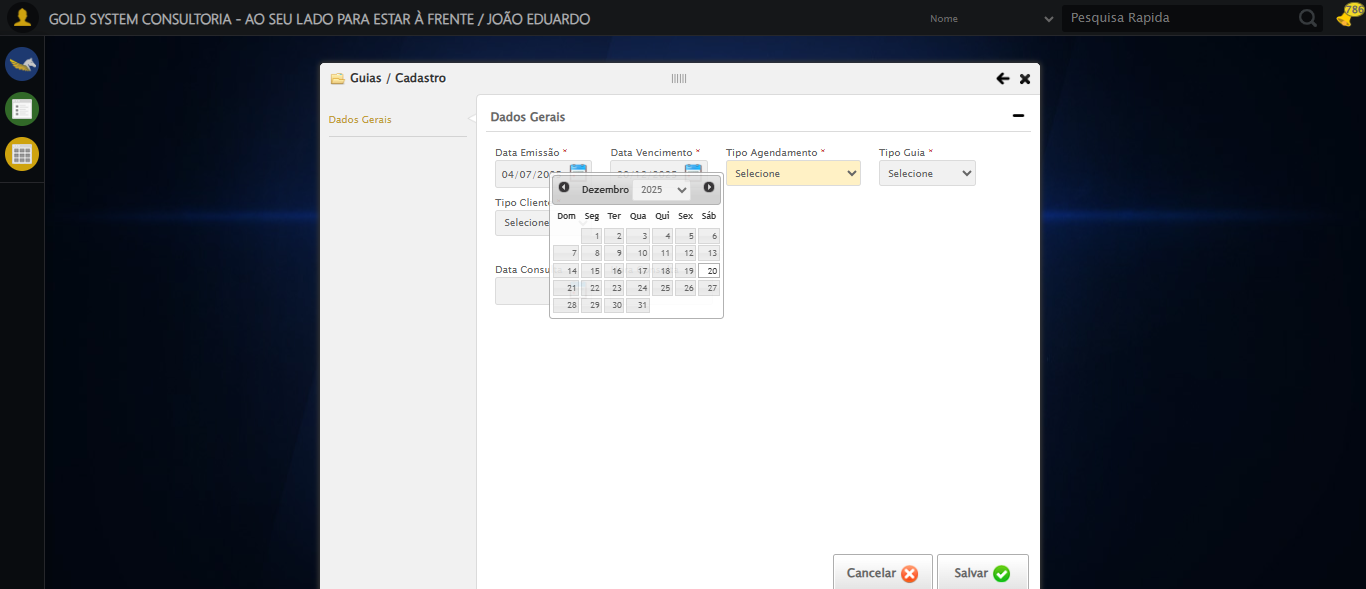 GOLD SYSTEM CONSULTORIA - AO SEU LADO PARA ESTAR À FRENTE / JOÃO EDUARDO
Nome
Pesquisa Rapida
786
Guias / Cadastro
Dados Gerais
Dados Gerais
Data Emissão *
Data Vencimento *
Tipo Agendamento *
Tipo Guia *
04/07/20
Selecione
Selecione
Dezembro 2025
Tipo Cliente
Selecione
Dom Seg Ter Qua Qui Sex Sáb
1 2 3 4 5 6
7 8 9 10 11 12 13
14 15 16 17 18 19 20
21 22 23 24 25 26 27
28 29 30 31
Data Consu
Cancelar
Salvar